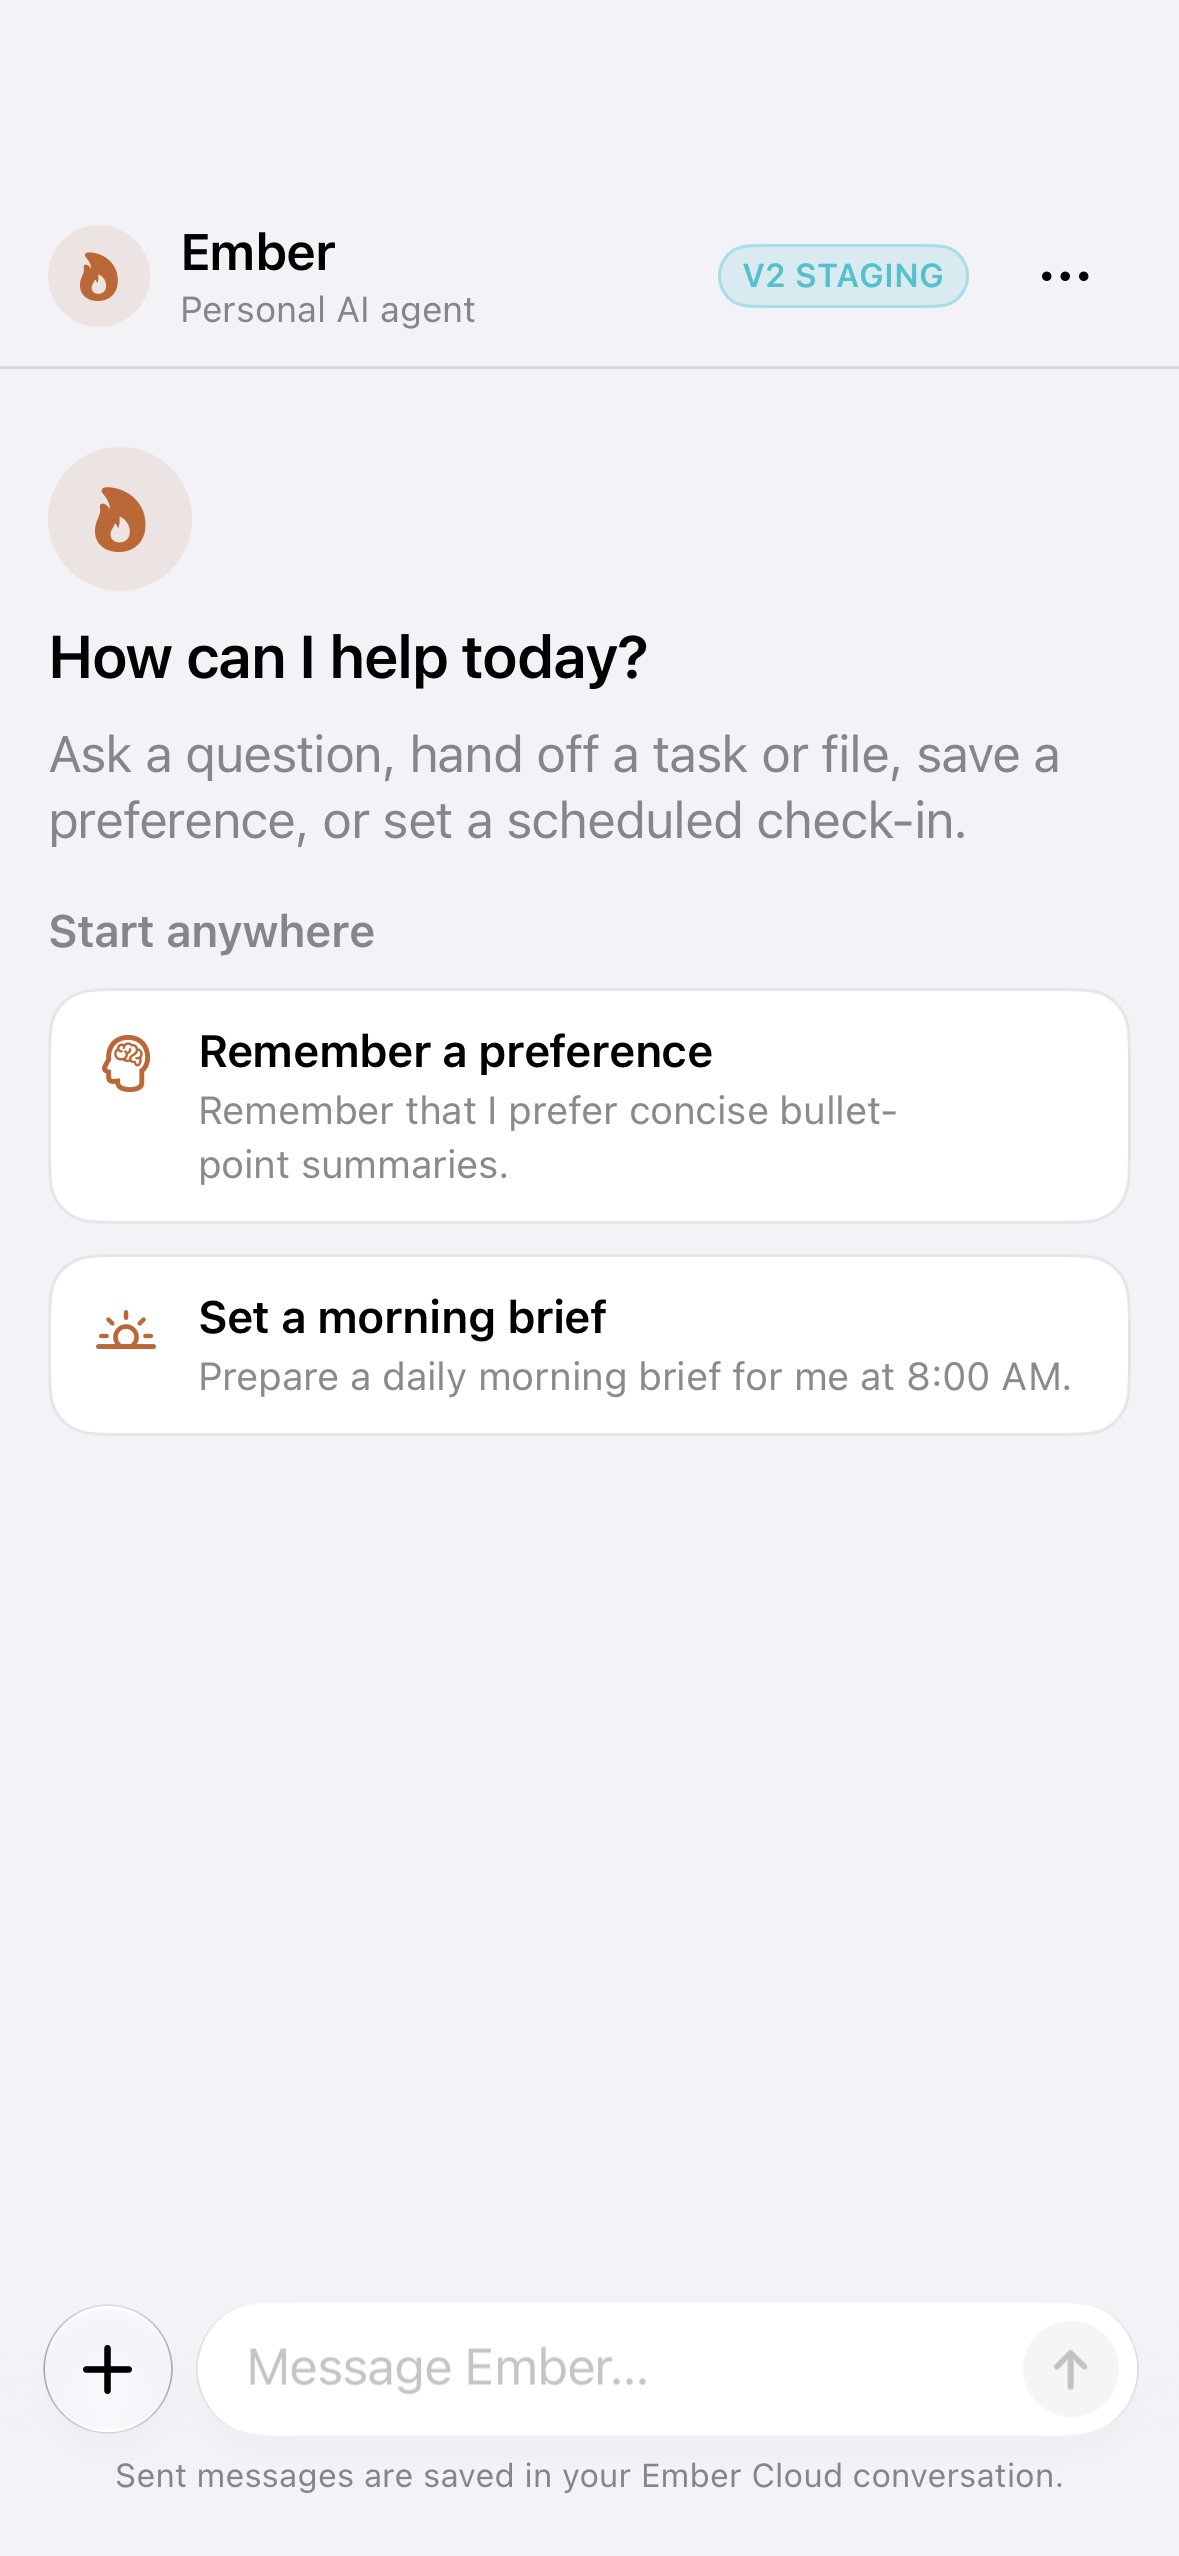 Ember
Personal AI agent
V2 STAGING
How can I help today?
Ask a question, hand off a task or file, save a
preference, or set a scheduled check-in.
Start anywhere
Remember a preference
Remember that I prefer concise bullet-
point summaries.
Set a morning brief
Prepare a daily morning brief for me at 8:00 AM.
Message Ember...
Sent messages are saved in your Ember Cloud conversation.